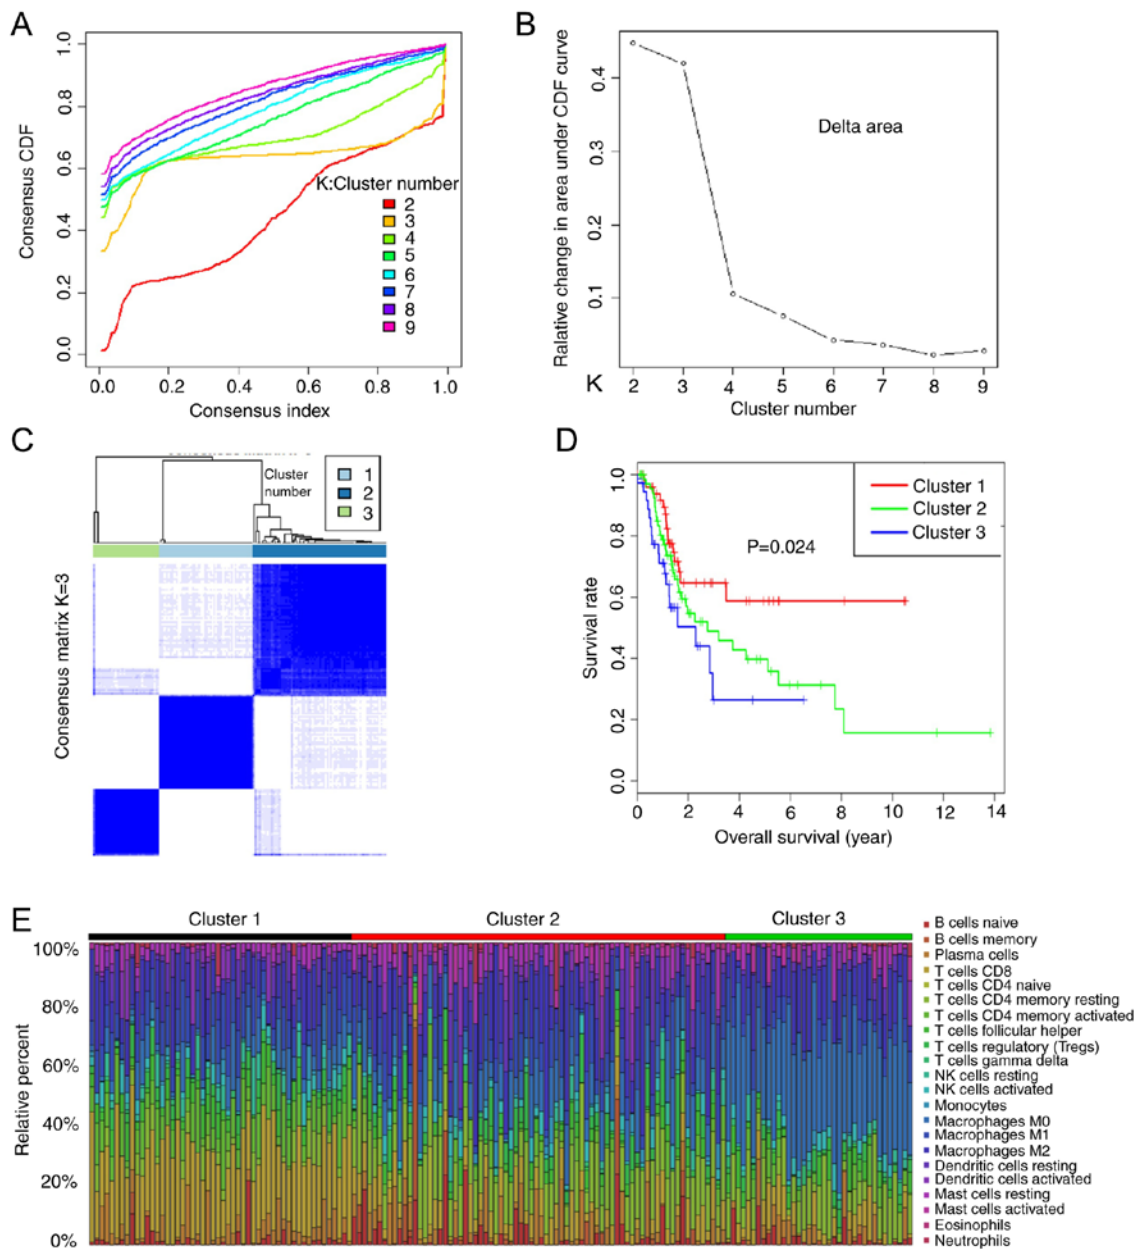 A
1.0
0.8
0.6
0.4
0.2
0.0
Consensus CDF
K:Cluster number
2
3
4
5
6
7
8
9
0.0 0.2 0.4 0.6 0.8 1.0
Consensus index
B
0.4
0.3
0.2
0.1
Ralative change in area under CDF curve
Delta area
K
2 3 4 5 6 7 8 9
Cluster number
C
Cluster
number
1
2
3
Consensus matrix K=3
D
1.0
0.8
0.6
0.4
0.2
0.0
Survival rate
Cluster 1
Cluster 2
Cluster 3
P=0.024
0 2 4 6 8 10 12 14
Overall survival (year)
E
Cluster 1 Cluster 2 Cluster 3
100%
80%
60%
40%
20%
0%
Relative percent
B cells naive
B cells memory
Plasma cells
T cells CD8
T cells CD4 naive
T cells CD4 memory resting
T cells CD4 memory activated
T cells follicular helper
T cells regulatory (Tregs)
T cells gamma delta
NK cells resting
NK cells activated
Monocytes
Macrophages M0
Macrophages M1
Macrophages M2
Dendritic cells resting
Dendritic cells activated
Mast cells resting
Mast cells activated
Eosinophils
Neutrophils